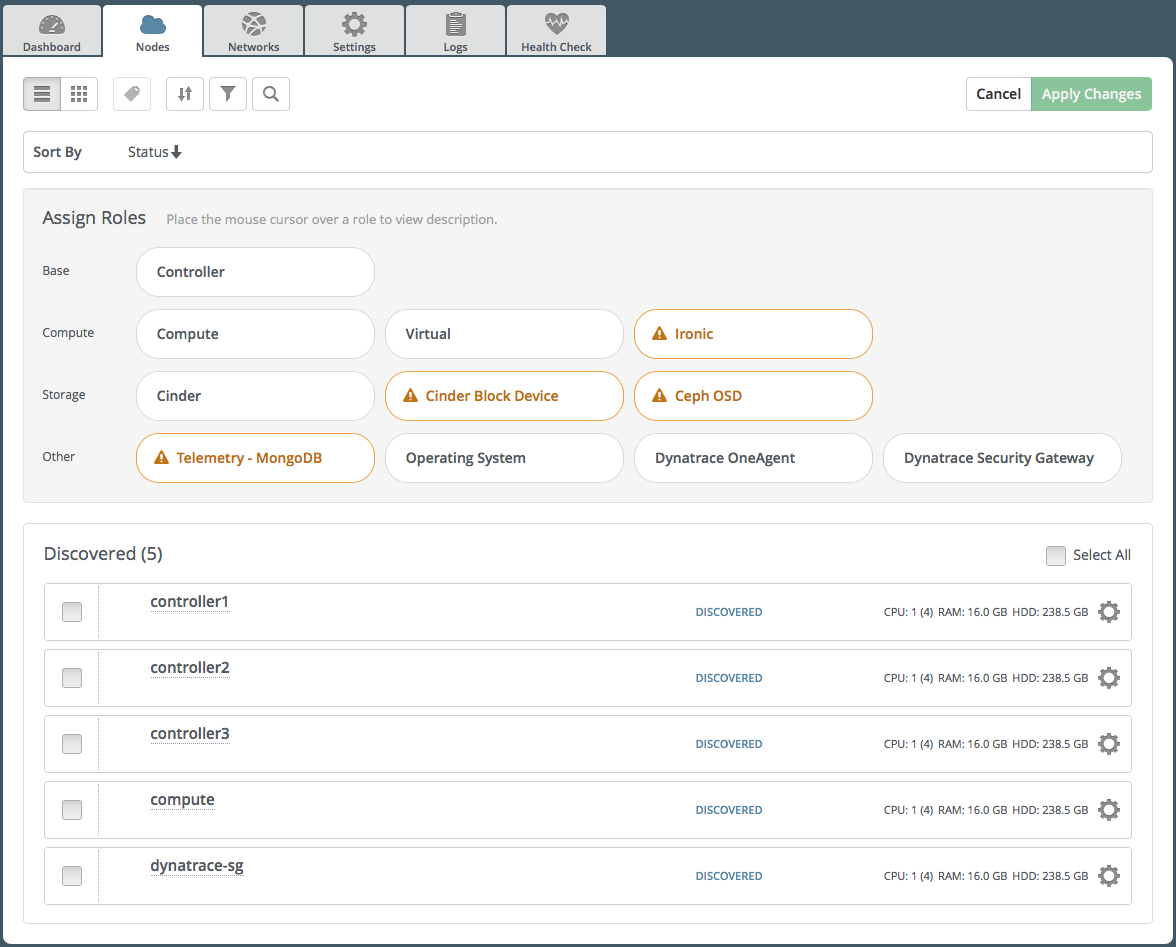 Dashboard Nodes Networks Settings Logs Health Check
Cancel Apply Changes
Sort By Status
Assign Roles Place the mouse cursor over a role to view description.
Base Controller
Compute Compute Virtual Ironic
Storage Cinder Cinder Block Device Ceph OSD
Other Telemetry - MongoDB Operating System Dynatrace OneAgent Dynatrace Security Gateway
Discovered (5) Select All
controller1 DISCOVERED CPU: 1 (4) RAM: 16.0 GB HDD: 238.5 GB
controller2 DISCOVERED CPU: 1 (4) RAM: 16.0 GB HDD: 238.5 GB
controller3 DISCOVERED CPU: 1 (4) RAM: 16.0 GB HDD: 238.5 GB
compute DISCOVERED CPU: 1 (4) RAM: 16.0 GB HDD: 238.5 GB
dynatrace-sg DISCOVERED CPU: 1 (4) RAM: 16.0 GB HDD: 238.5 GB